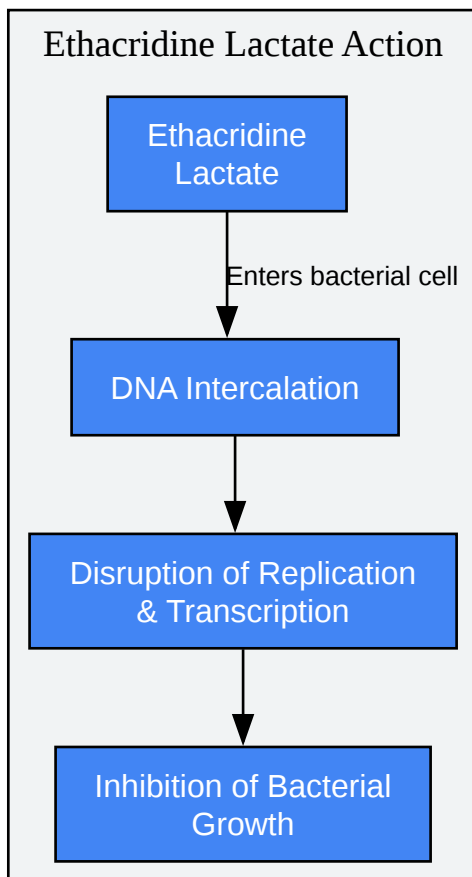 Ethacridine Lactate Action
Ethacridine
Lactate
Enters bacterial cell
DNA Intercalation
Disruption of Replication
& Transcription
Inhibition of Bacterial
Growth